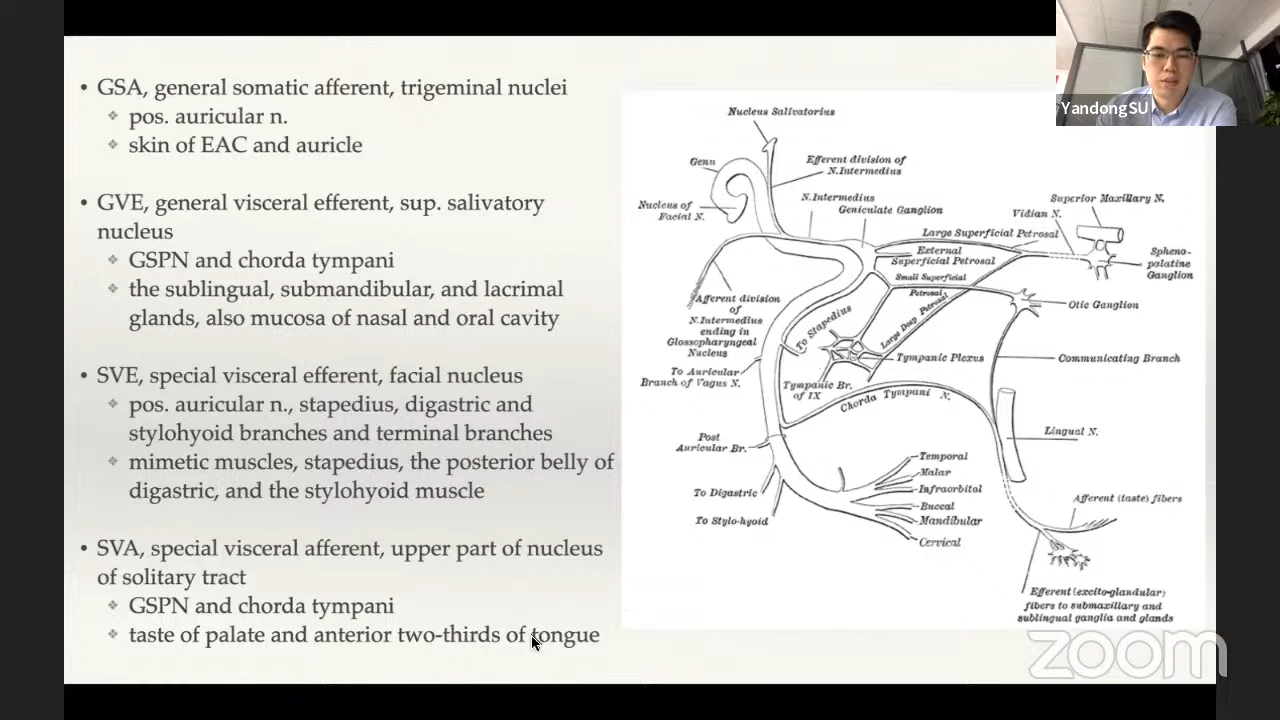 • GSA, general somatic afferent, trigeminal nuclei
❖ pos. auricular n.
❖ skin of EAC and auricle
• GVE, general visceral efferent, sup. salivatory
nucleus
❖ GSPN and chorda tympani
❖ the sublingual, submandibular, and lacrimal
glands, also mucosa of nasal and oral cavity
• SVE, special visceral efferent, facial nucleus
❖ pos. auricular n., stapedius, digastric and
stylohyoid branches and terminal branches
❖ mimetic muscles, stapedius, the posterior belly of
digastric, and the stylohyoid muscle
• SVA, special visceral afferent, upper part of nucleus
of solitary tract
❖ GSPN and chorda tympani
❖ taste of palate and anterior two-thirds of tongue
Nucleus Salivatorius
Genu
Efferent division of
N.Intermedius
Nucleus of
Facial N.
N.Intermedius
Geniculate Ganglion
Superior Maxillary N.
Vidian N.
Large Superficial Petrosal
External
Superficial Petrosal
Spheno-
palatine
Ganglion
Small Superficial
Petrosal
Afferent division
of
N.Intermedius
ending in
Glossopharyngeal
Nucleus
To Stapedius
Large Deep Petrosal
Otic Ganglion
To Auricular
Branch of Vagus N.
Tympanic Plexus
Communicating Branch
Tympanic Br.
of IX
Chorda Tympani N.
Post
Auricular Br.
Lingual N.
Temporal
Malar
Infraorbital
Buccal
Mandibular
Cervical
To Digastric
To Stylo-hyoid
Afferent (taste) fibers
Efferent (excito-glandular)
fibers to submaxillary and
sublingual ganglia and glands
YandongSU
zoom